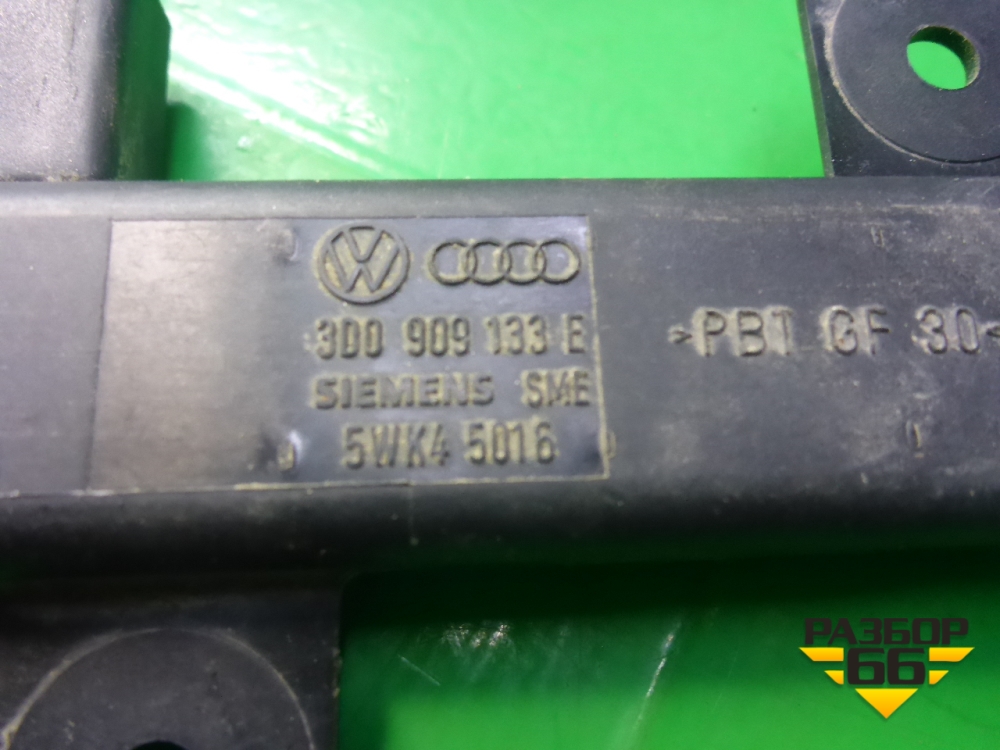 3D0 909 133 E
SIEMENS SME
5WK4 5016
>PBT GF 30<
РАЗБОР
66